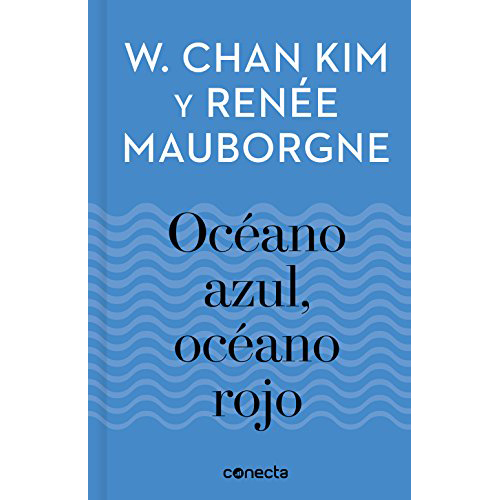 W. CHAN KIM
Y RENÉE
MAUBORGNE
Océano
azul,
océano
rojo
conecta